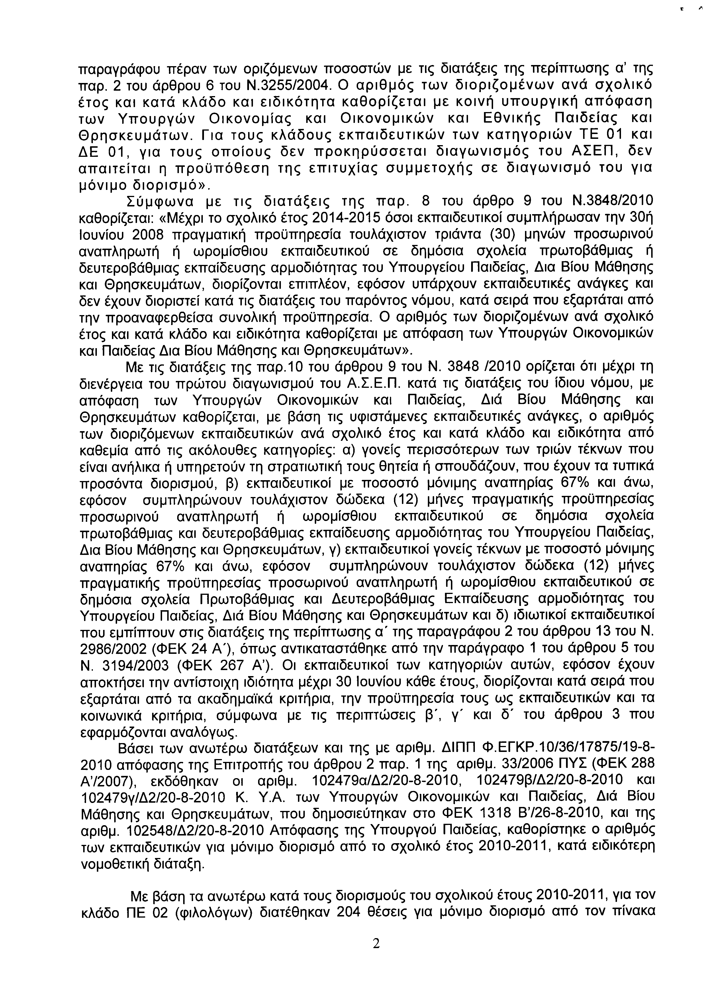 παραγράφου πέραν των οριζόμενων ποσοστών με τις διατάξεις της περίπτωσης α’ της
παρ. 2 του άρθρου 6 του Ν.3255/2004. Ο αριθμός των διοριζομένων ανά σχολικό
έτος και κατά κλάδο και ειδικότητα καθορίζεται με κοινή υπουργική απόφαση
των Υπουργών Οικονομίας και Οικονομικών και Εθνικής Παιδείας και
Θρησκευμάτων. Για τους κλάδους εκπαιδευτικών των κατηγοριών ΤΕ 01 και
ΔΕ 01, για τους οποίους δεν προκηρύσσεται διαγωνισμός του ΑΣΕΠ, δεν
απαιτείται η προϋπόθεση της επιτυχίας συμμετοχής σε διαγωνισμό του για
μόνιμο διορισμό».
Σύμφωνα με τις διατάξεις της παρ. 8 του άρθρο 9 του Ν.3848/2010
καθορίζεται: «Μέχρι το σχολικό έτος 2014-2015 όσοι εκπαιδευτικοί συμπλήρωσαν την 30ή
Ιουνίου 2008 πραγματική προϋπηρεσία τουλάχιστον τριάντα (30) μηνών προσωρινού
αναπληρωτή ή ωρομίσθιου εκπαιδευτικού σε δημόσια σχολεία πρωτοβάθμιας ή
δευτεροβάθμιας εκπαίδευσης αρμοδιότητας του Υπουργείου Παιδείας, Δια Βίου Μάθησης
και Θρησκευμάτων, διορίζονται επιπλέον, εφόσον υπάρχουν εκπαιδευτικές ανάγκες και
δεν έχουν διοριστεί κατά τις διατάξεις του παρόντος νόμου, κατά σειρά που εξαρτάται από
την προαναφερθείσα συνολική προϋπηρεσία. Ο αριθμός των διοριζομένων ανά σχολικό
έτος και κατά κλάδο και ειδικότητα καθορίζεται με απόφαση των Υπουργών Οικονομικών
και Παιδείας Δια Βίου Μάθησης και Θρησκευμάτων».
Με τις διατάξεις της παρ.10 του άρθρου 9 του Ν. 3848 /2010 ορίζεται ότι μέχρι τη
διενέργεια του πρώτου διαγωνισμού του Α.Σ.Ε.Π. κατά τις διατάξεις του ίδιου νόμου, με
απόφαση των Υπουργών Οικονομικών και Παιδείας, Διά Βίου Μάθησης και
Θρησκευμάτων καθορίζεται, με βάση τις υφιστάμενες εκπαιδευτικές ανάγκες, ο αριθμός
των διοριζόμενων εκπαιδευτικών ανά σχολικό έτος και κατά κλάδο και ειδικότητα από
καθεμία από τις ακόλουθες κατηγορίες: α) γονείς περισσότερων των τριών τέκνων που
είναι ανήλικα ή υπηρετούν τη στρατιωτική τους θητεία ή σπουδάζουν, που έχουν τα τυπικά
προσόντα διορισμού, β) εκπαιδευτικοί με ποσοστό μόνιμης αναπηρίας 67% και άνω,
εφόσον συμπληρώνουν τουλάχιστον δώδεκα (12) μήνες πραγματικής προϋπηρεσίας
προσωρινού αναπληρωτή ή ωρομίσθιου εκπαιδευτικού σε δημόσια σχολεία
πρωτοβάθμιας και δευτεροβάθμιας εκπαίδευσης αρμοδιότητας του Υπουργείου Παιδείας,
Δια Βίου Μάθησης και Θρησκευμάτων, γ) εκπαιδευτικοί γονείς τέκνων με ποσοστό μόνιμης
αναπηρίας 67% και άνω, εφόσον συμπληρώνουν τουλάχιστον δώδεκα (12) μήνες
πραγματικής προϋπηρεσίας προσωρινού αναπληρωτή ή ωρομίσθιου εκπαιδευτικού σε
δημόσια σχολεία Πρωτοβάθμιας και Δευτεροβάθμιας Εκπαίδευσης αρμοδιότητας του
Υπουργείου Παιδείας, Διά Βίου Μάθησης και Θρησκευμάτων και δ) ιδιωτικοί εκπαιδευτικοί
που εμπίπτουν στις διατάξεις της περίπτωσης α΄ της παραγράφου 2 του άρθρου 13 του Ν.
2986/2002 (ΦΕΚ 24 Α΄), όπως αντικαταστάθηκε από την παράγραφο 1 του άρθρου 5 του
Ν. 3194/2003 (ΦΕΚ 267 Α’). Οι εκπαιδευτικοί των κατηγοριών αυτών, εφόσον έχουν
αποκτήσει την αντίστοιχη ιδιότητα μέχρι 30 Ιουνίου κάθε έτους, διορίζονται κατά σειρά που
εξαρτάται από τα ακαδημαϊκά κριτήρια, την προϋπηρεσία τους ως εκπαιδευτικών και τα
κοινωνικά κριτήρια, σύμφωνα με τις περιπτώσεις β΄, γ΄ και δ΄ του άρθρου 3 που
εφαρμόζονται αναλόγως.
Βάσει των ανωτέρω διατάξεων και της με αριθμ. ΔΙΠΠ Φ.ΕΓΚΡ.10/36/17875/19-8-
2010 απόφασης της Επιτροπής του άρθρου 2 παρ. 1 της αριθμ. 33/2006 ΠΥΣ (ΦΕΚ 288
Α’/2007), εκδόθηκαν οι αριθμ. 102479α/Δ2/20-8-2010, 102479β/Δ2/20-8-2010 και
102479γ/Δ2/20-8-2010 Κ. Υ.Α. των Υπουργών Οικονομικών και Παιδείας, Διά Βίου
Μάθησης και Θρησκευμάτων, που δημοσιεύτηκαν στο ΦΕΚ 1318 Β’/26-8-2010, και της
αριθμ. 102548/Δ2/20-8-2010 Απόφασης της Υπουργού Παιδείας, καθορίστηκε ο αριθμός
των εκπαιδευτικών για μόνιμο διορισμό από το σχολικό έτος 2010-2011, κατά ειδικότερη
νομοθετική διάταξη.
Με βάση τα ανωτέρω κατά τους διορισμούς του σχολικού έτους 2010-2011, για τον
κλάδο ΠΕ 02 (φιλολόγων) διατέθηκαν 204 θέσεις για μόνιμο διορισμό από τον πίνακα
2